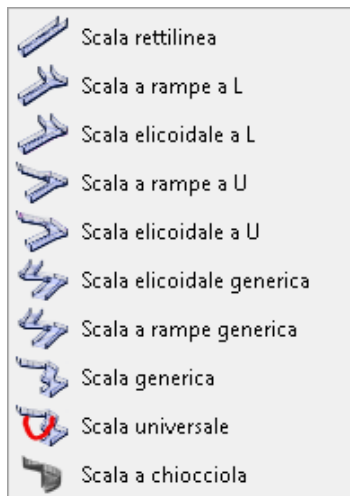 Scala rettilinea
Scala a rampe a L
Scala elicoidale a L
Scala a rampe a U
Scala elicoidale a U
Scala elicoidale generica
Scala a rampe generica
Scala generica
Scala universale
Scala a chiocciola